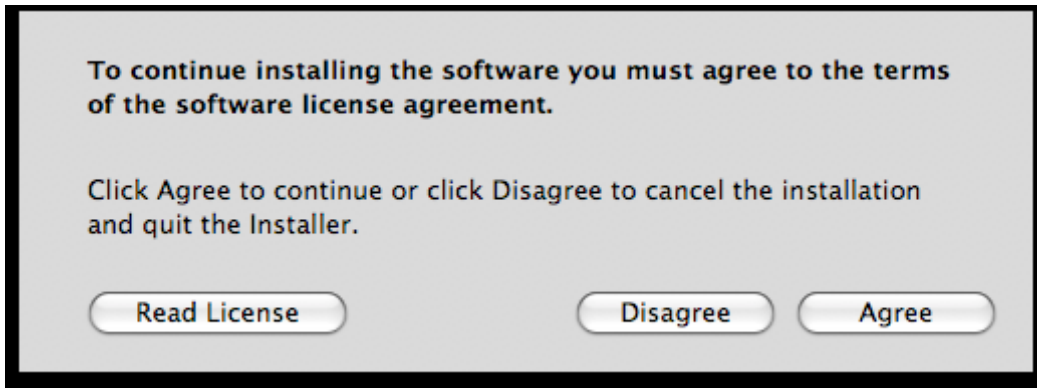 To continue installing the software you must agree to the terms
of the software license agreement.
Click Agree to continue or click Disagree to cancel the installation
and quit the Installer.
Read License
Disagree
Agree